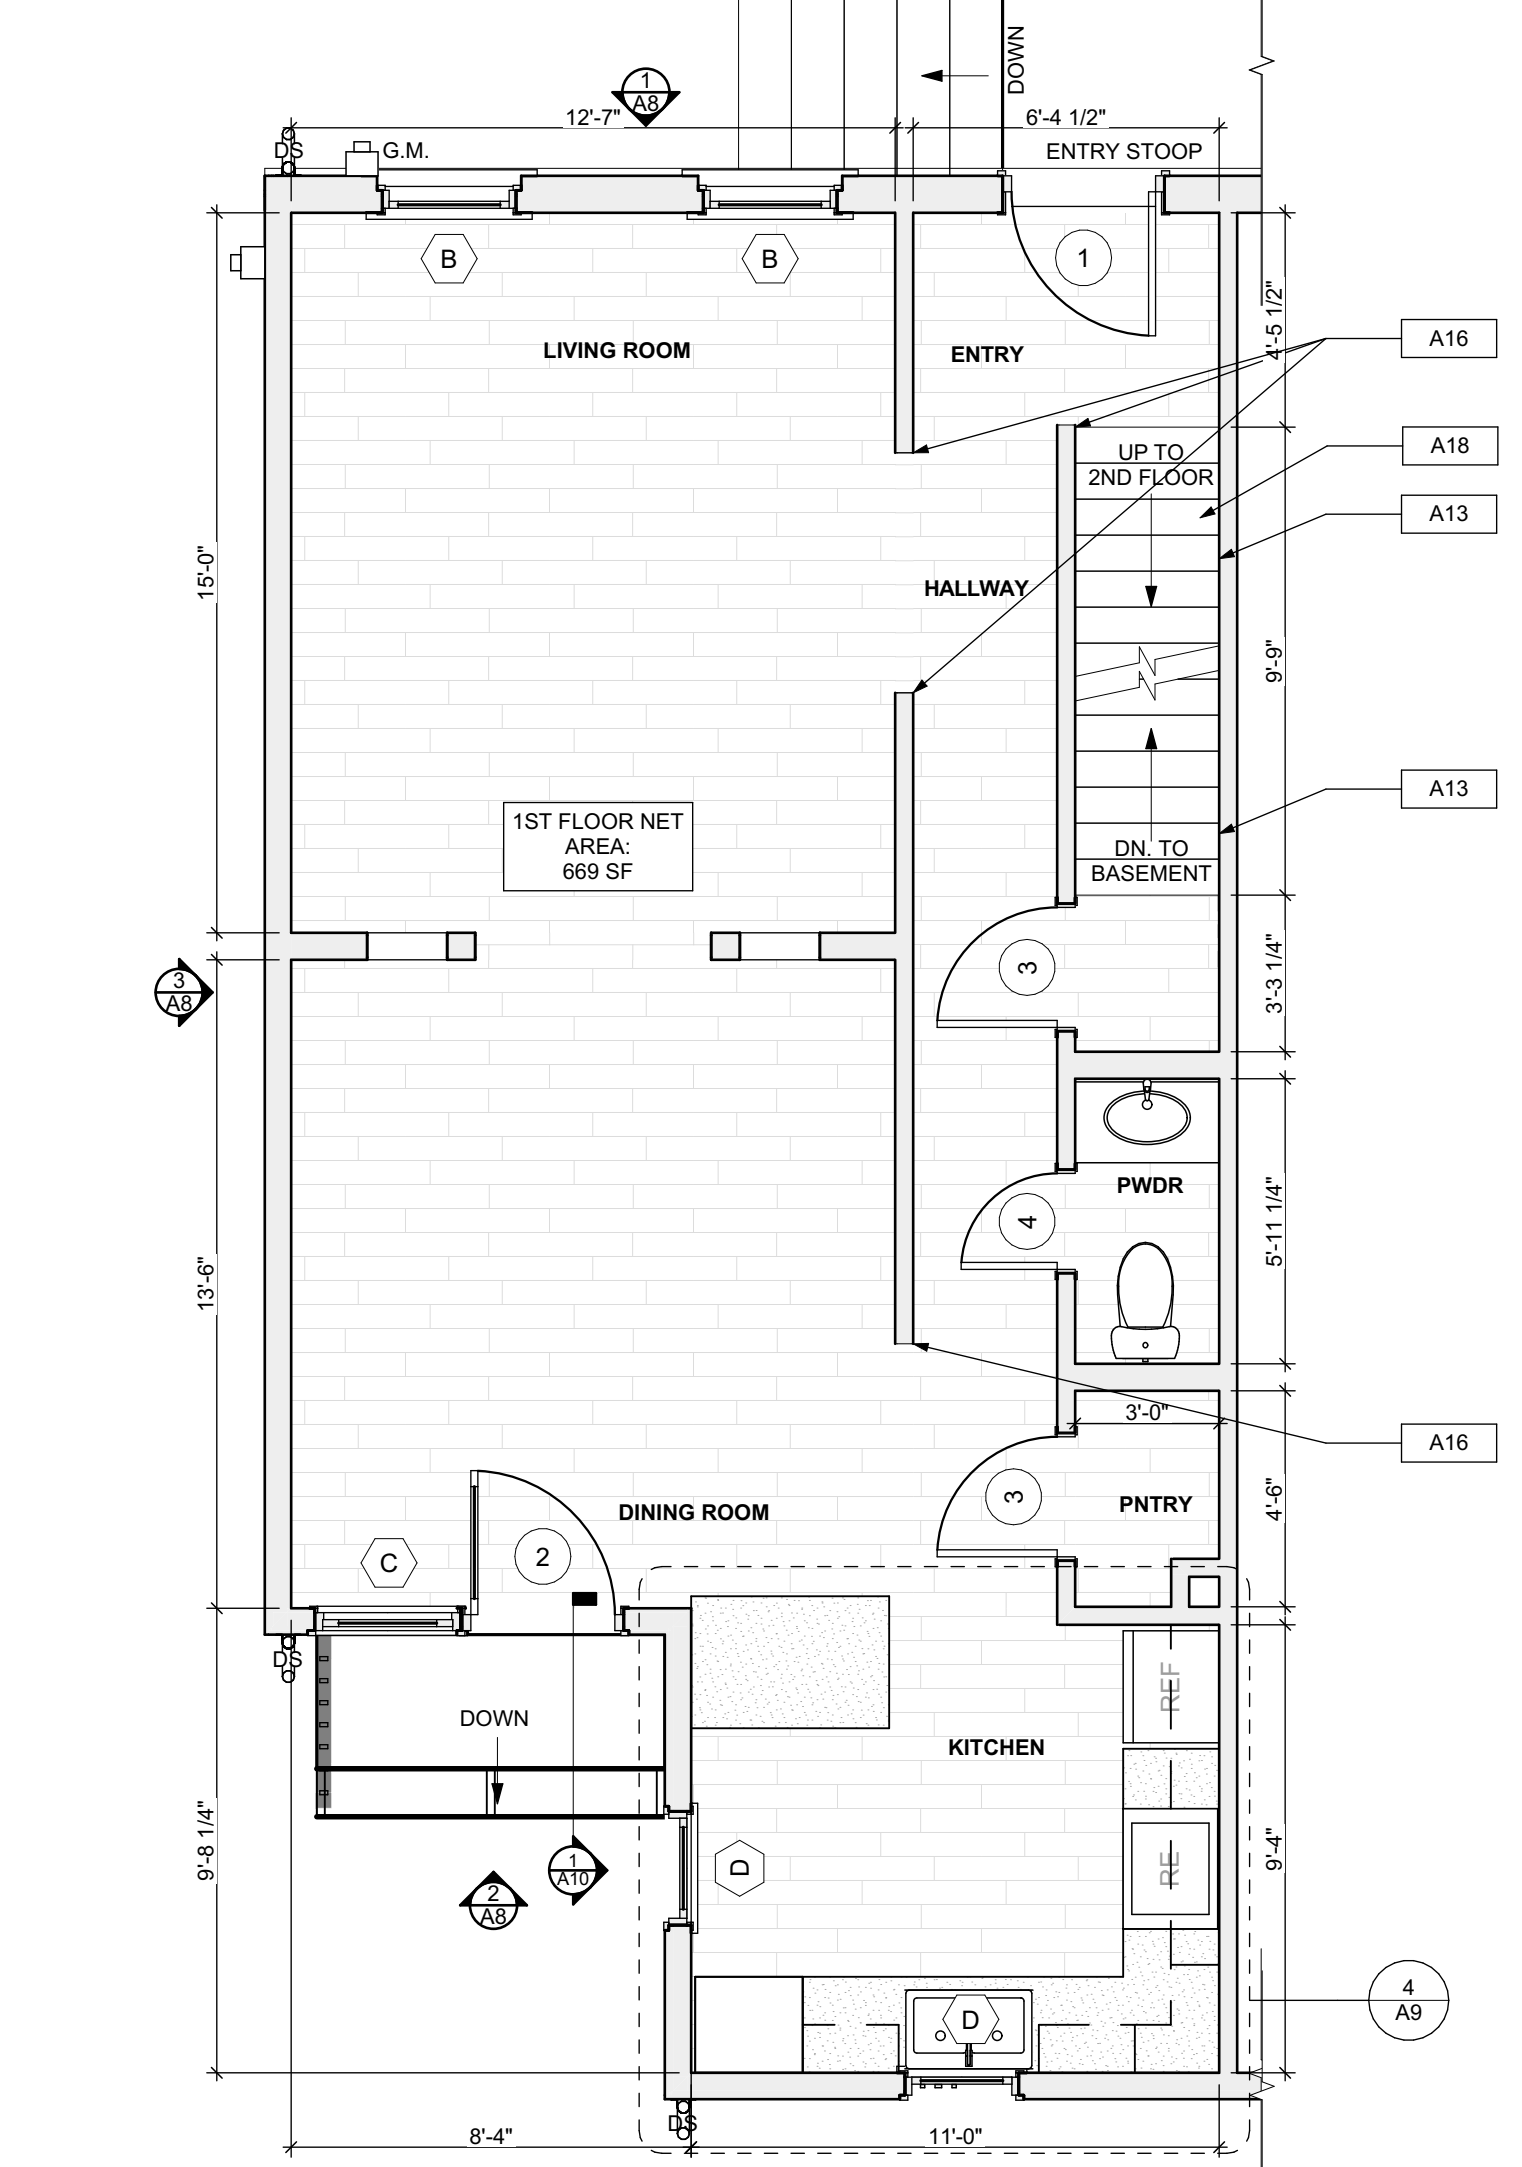 DOWN
1
A8
12'-7"
6'-4 1/2"
DS
G.M.
ENTRY STOOP
B
B
1
4'-5 1/2"
A16
LIVING ROOM
ENTRY
UP TO
2ND FLOOR
A18
A13
15'-0"
HALLWAY
9'-9"
A13
1ST FLOOR NET
AREA:
669 SF
DN. TO
BASEMENT
3
3
A8
3'-3 1/4"
PWDR
4
5'-11 1/4"
13'-6"
3'-0"
A16
3
PNTRY
4'-6"
DINING ROOM
C
2
DS
DOWN
REF
KITCHEN
9'-8 1/4"
D
RE
9'-4"
1
A10
2
A8
D
4
A9
DS
8'-4"
11'-0"